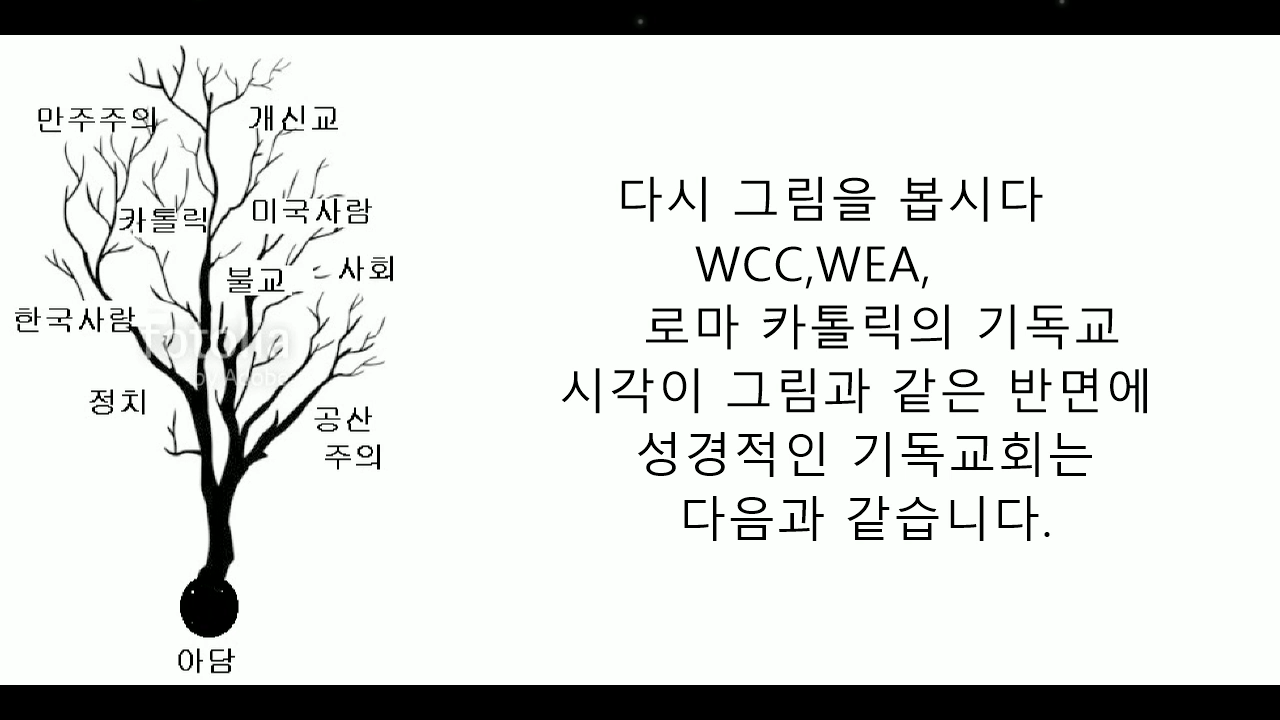 만주주의
개신교
카톨릭
미국사람
불교
사회
한국사람
정치
공산
주의
아담
fotolia
by Adobe
다시 그림을 봅시다
WCC,WEA,
로마 카톨릭의 기독교
시각이 그림과 같은 반면에
성경적인 기독교회는
다음과 같습니다.